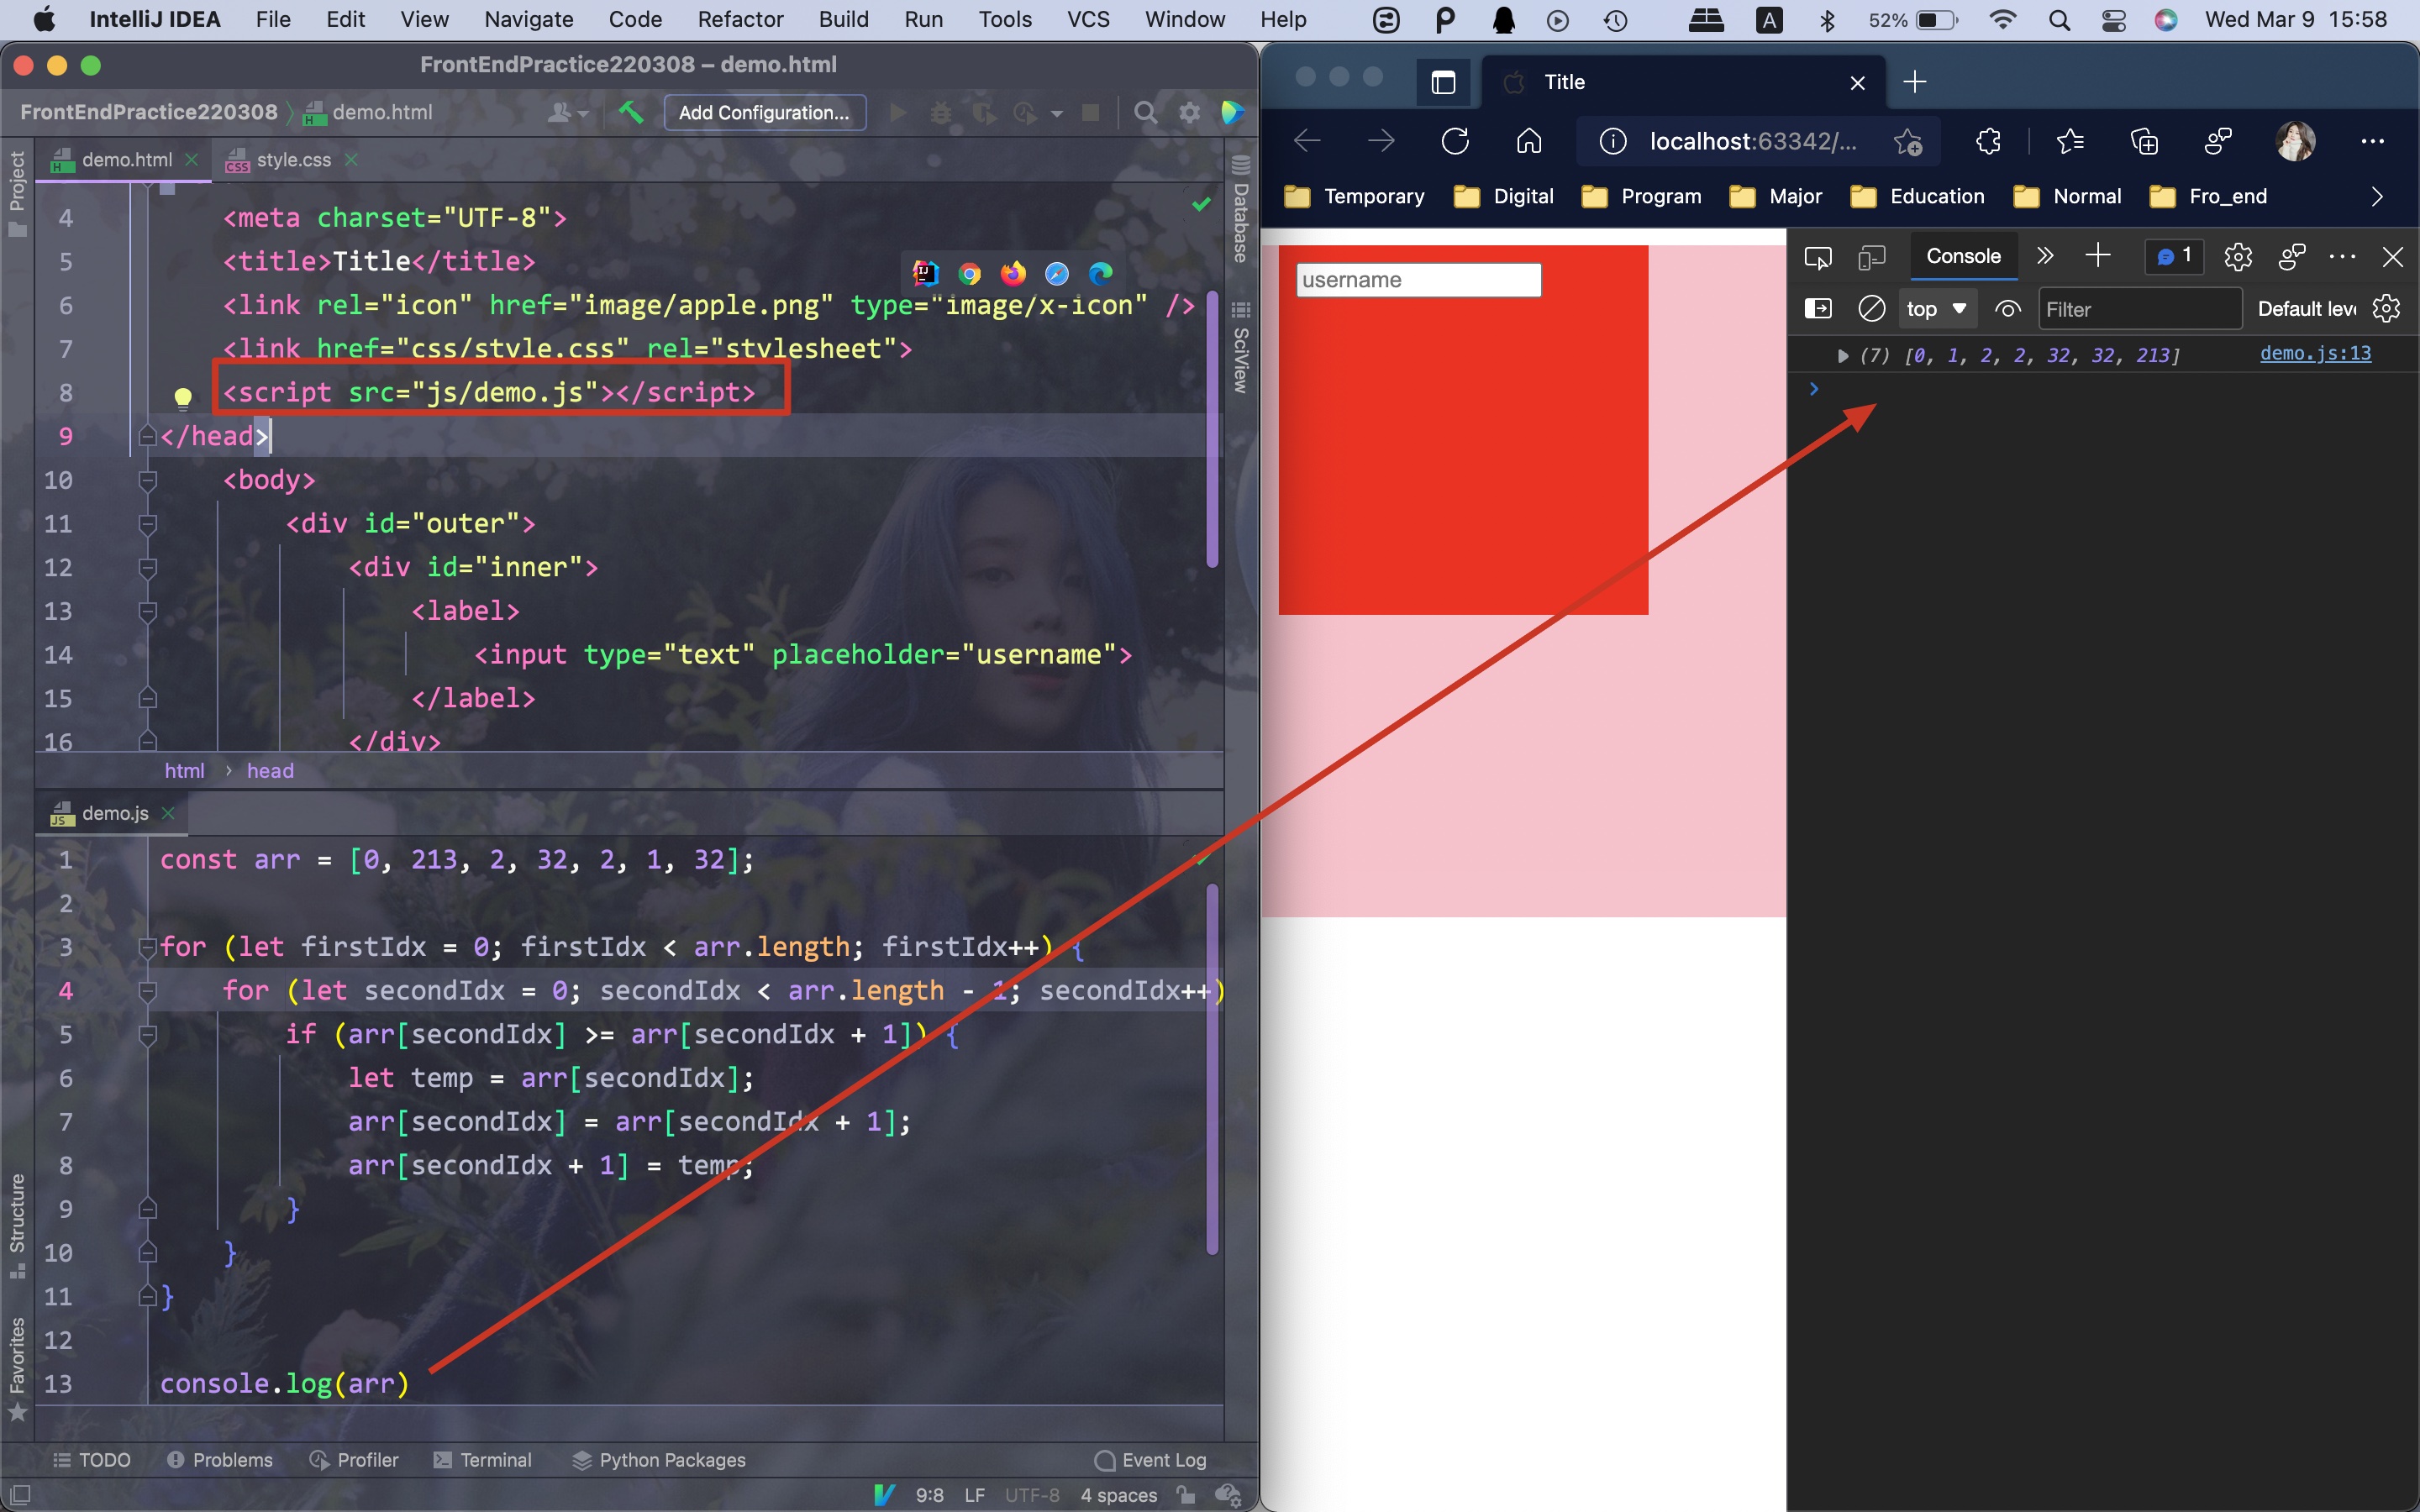 IntelliJ IDEA File Edit View Navigate Code Refactor Build Run Tools VCS Window Help A 52% Wed Mar 9 15:58
FrontEndPractice220308 – demo.html
FrontEndPractice220308 demo.html Add Configuration...
demo.html style.css
Project
4 <meta charset="UTF-8">
5 <title>Title</title>
6 <link rel="icon" href="image/apple.png" type="image/x-icon" />
7 <link href="css/style.css" rel="stylesheet">
8 <script src="js/demo.js"></script>
9 </head>
10 <body>
11 <div id="outer">
12 <div id="inner">
13 <label>
14 <input type="text" placeholder="username">
15 </label>
16 </div>
html › head
Database
SciView
demo.js
1 const arr = [0, 213, 2, 32, 2, 1, 32];
2
3 for (let firstIdx = 0; firstIdx < arr.length; firstIdx++) {
4 for (let secondIdx = 0; secondIdx < arr.length - 1; secondIdx++)
5 if (arr[secondIdx] >= arr[secondIdx + 1]) {
6 let temp = arr[secondIdx];
7 arr[secondIdx] = arr[secondIdx + 1];
8 arr[secondIdx + 1] = temp;
9 }
10 }
11 }
12
13 console.log(arr)
Structure
Favorites
TODO Problems Profiler Terminal Python Packages Event Log
9:8 LF UTF-8 4 spaces
Title
localhost:63342/...
Temporary Digital Program Major Education Normal Fro_end
username
Console 1
top Filter Default leve
(7) [0, 1, 2, 2, 32, 32, 213] demo.js:13